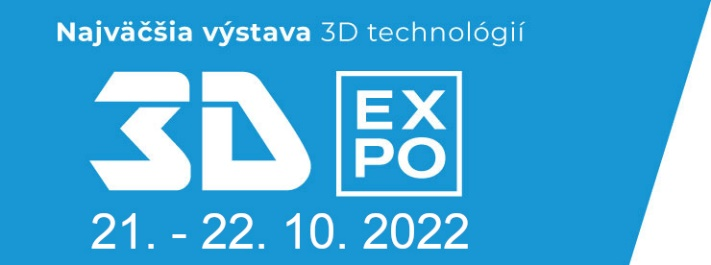 Najväčšia výstava 3D technológií
3D EX
PO
21. - 22. 10. 2022